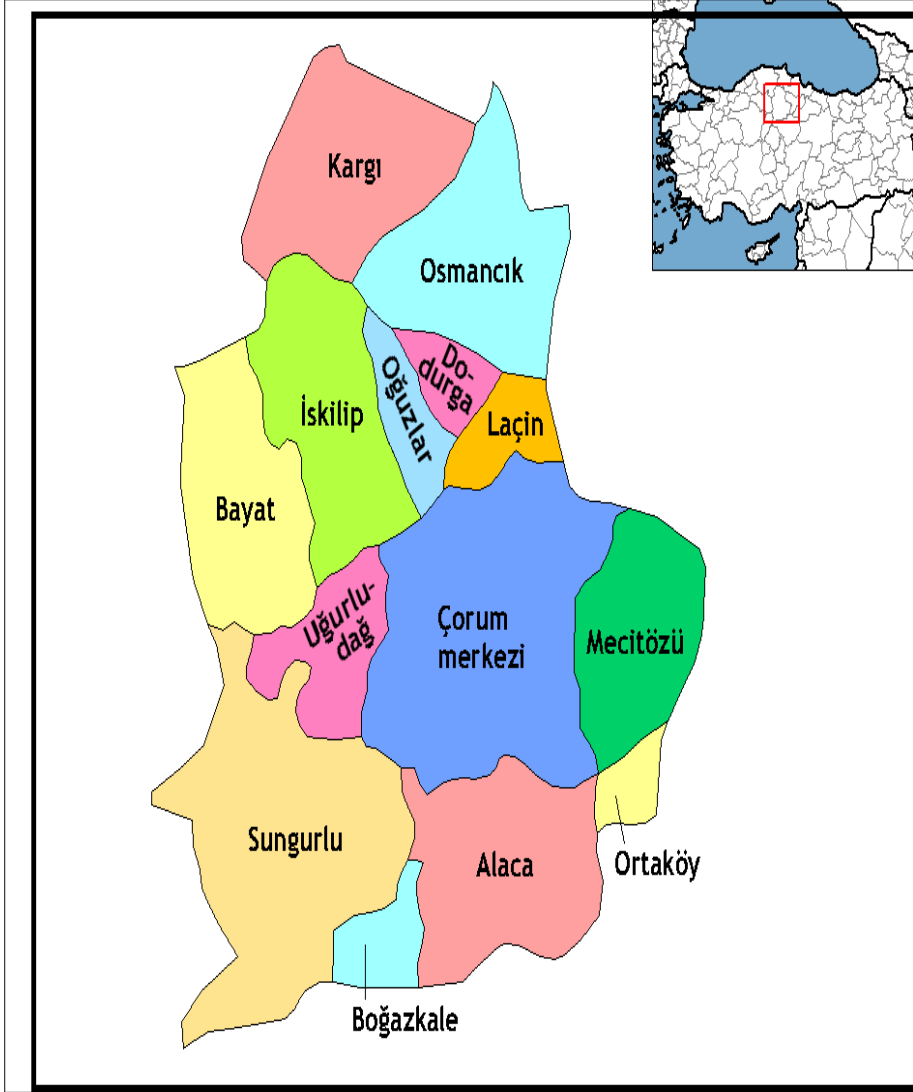 Kargı
Osmancık
Do-
durga
Oğuzlar
İskilip
Laçin
Bayat
Uğurlu-
dağ
Çorum
merkezi
Mecitözü
Sungurlu
Alaca
Ortaköy
Boğazkale